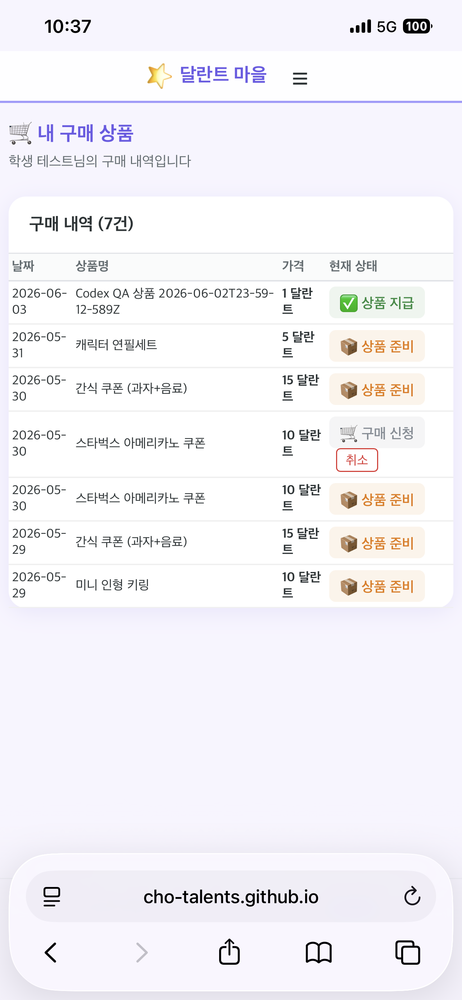 10:37 5G 100
달란트 마을
내 구매 상품
학생 테스트님의 구매 내역입니다
구매 내역 (7건)
날짜 상품명 가격 현재 상태
2026-06-03 Codex QA 상품 2026-06-02T23-59-12-589Z 1 달란트 상품 지급
2026-05-31 캐릭터 연필세트 5 달란트 상품 준비
2026-05-30 간식 쿠폰 (과자+음료) 15 달란트 상품 준비
2026-05-30 스타벅스 아메리카노 쿠폰 10 달란트 구매 신청
취소
2026-05-30 스타벅스 아메리카노 쿠폰 10 달란트 상품 준비
2026-05-29 간식 쿠폰 (과자+음료) 15 달란트 상품 준비
2026-05-29 미니 인형 키링 10 달란트 상품 준비
cho-talents.github.io